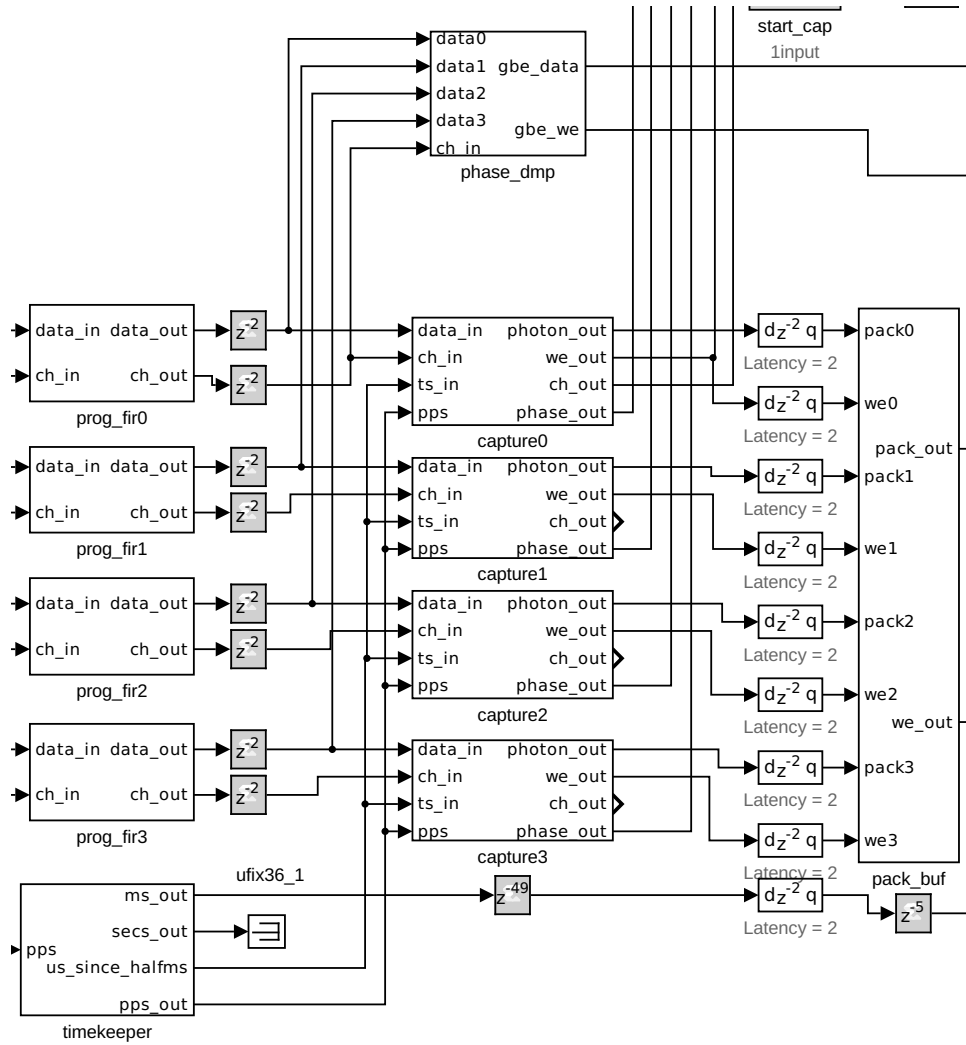 start_cap
1input
data0
data1 gbe_data
data2
data3 gbe_we
ch_in
phase_dmp
data_in data_out
ch_in ch_out
prog_fir0
z-2
z-2
data_in photon_out
ch_in we_out
ts_in ch_out
pps phase_out
capture0
dz-2 q
Latency = 2
dz-2 q
Latency = 2
data_in data_out
ch_in ch_out
prog_fir1
z-2
z-2
data_in photon_out
ch_in we_out
ts_in ch_out
pps phase_out
capture1
dz-2 q
Latency = 2
dz-2 q
Latency = 2
data_in data_out
ch_in ch_out
prog_fir2
z-2
z-2
data_in photon_out
ch_in we_out
ts_in ch_out
pps phase_out
capture2
dz-2 q
Latency = 2
dz-2 q
Latency = 2
data_in data_out
ch_in ch_out
prog_fir3
z-2
z-2
data_in photon_out
ch_in we_out
ts_in ch_out
pps phase_out
capture3
dz-2 q
Latency = 2
dz-2 q
Latency = 2
pack0
we0
pack_out
pack1
we1
pack2
we2
we_out
pack3
we3
pack_buf
ufix36_1
ms_out
secs_out
pps
us_since_halfms
pps_out
timekeeper
z-49
dz-2 q
Latency = 2
z-5